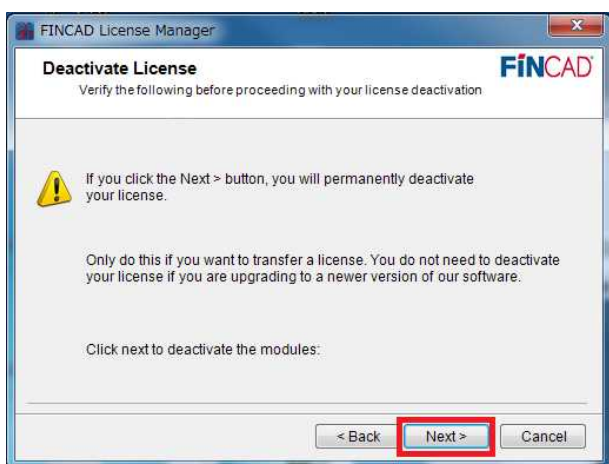 FINCAD License Manager
Deactivate License
FINCAD
Verify the following before proceeding with your license deactivation
If you click the Next > button, you will permanently deactivate
your license.
Only do this if you want to transfer a license. You do not need to deactivate
your license if you are upgrading to a newer version of our software.
Click next to deactivate the modules:
< Back
Next >
Cancel